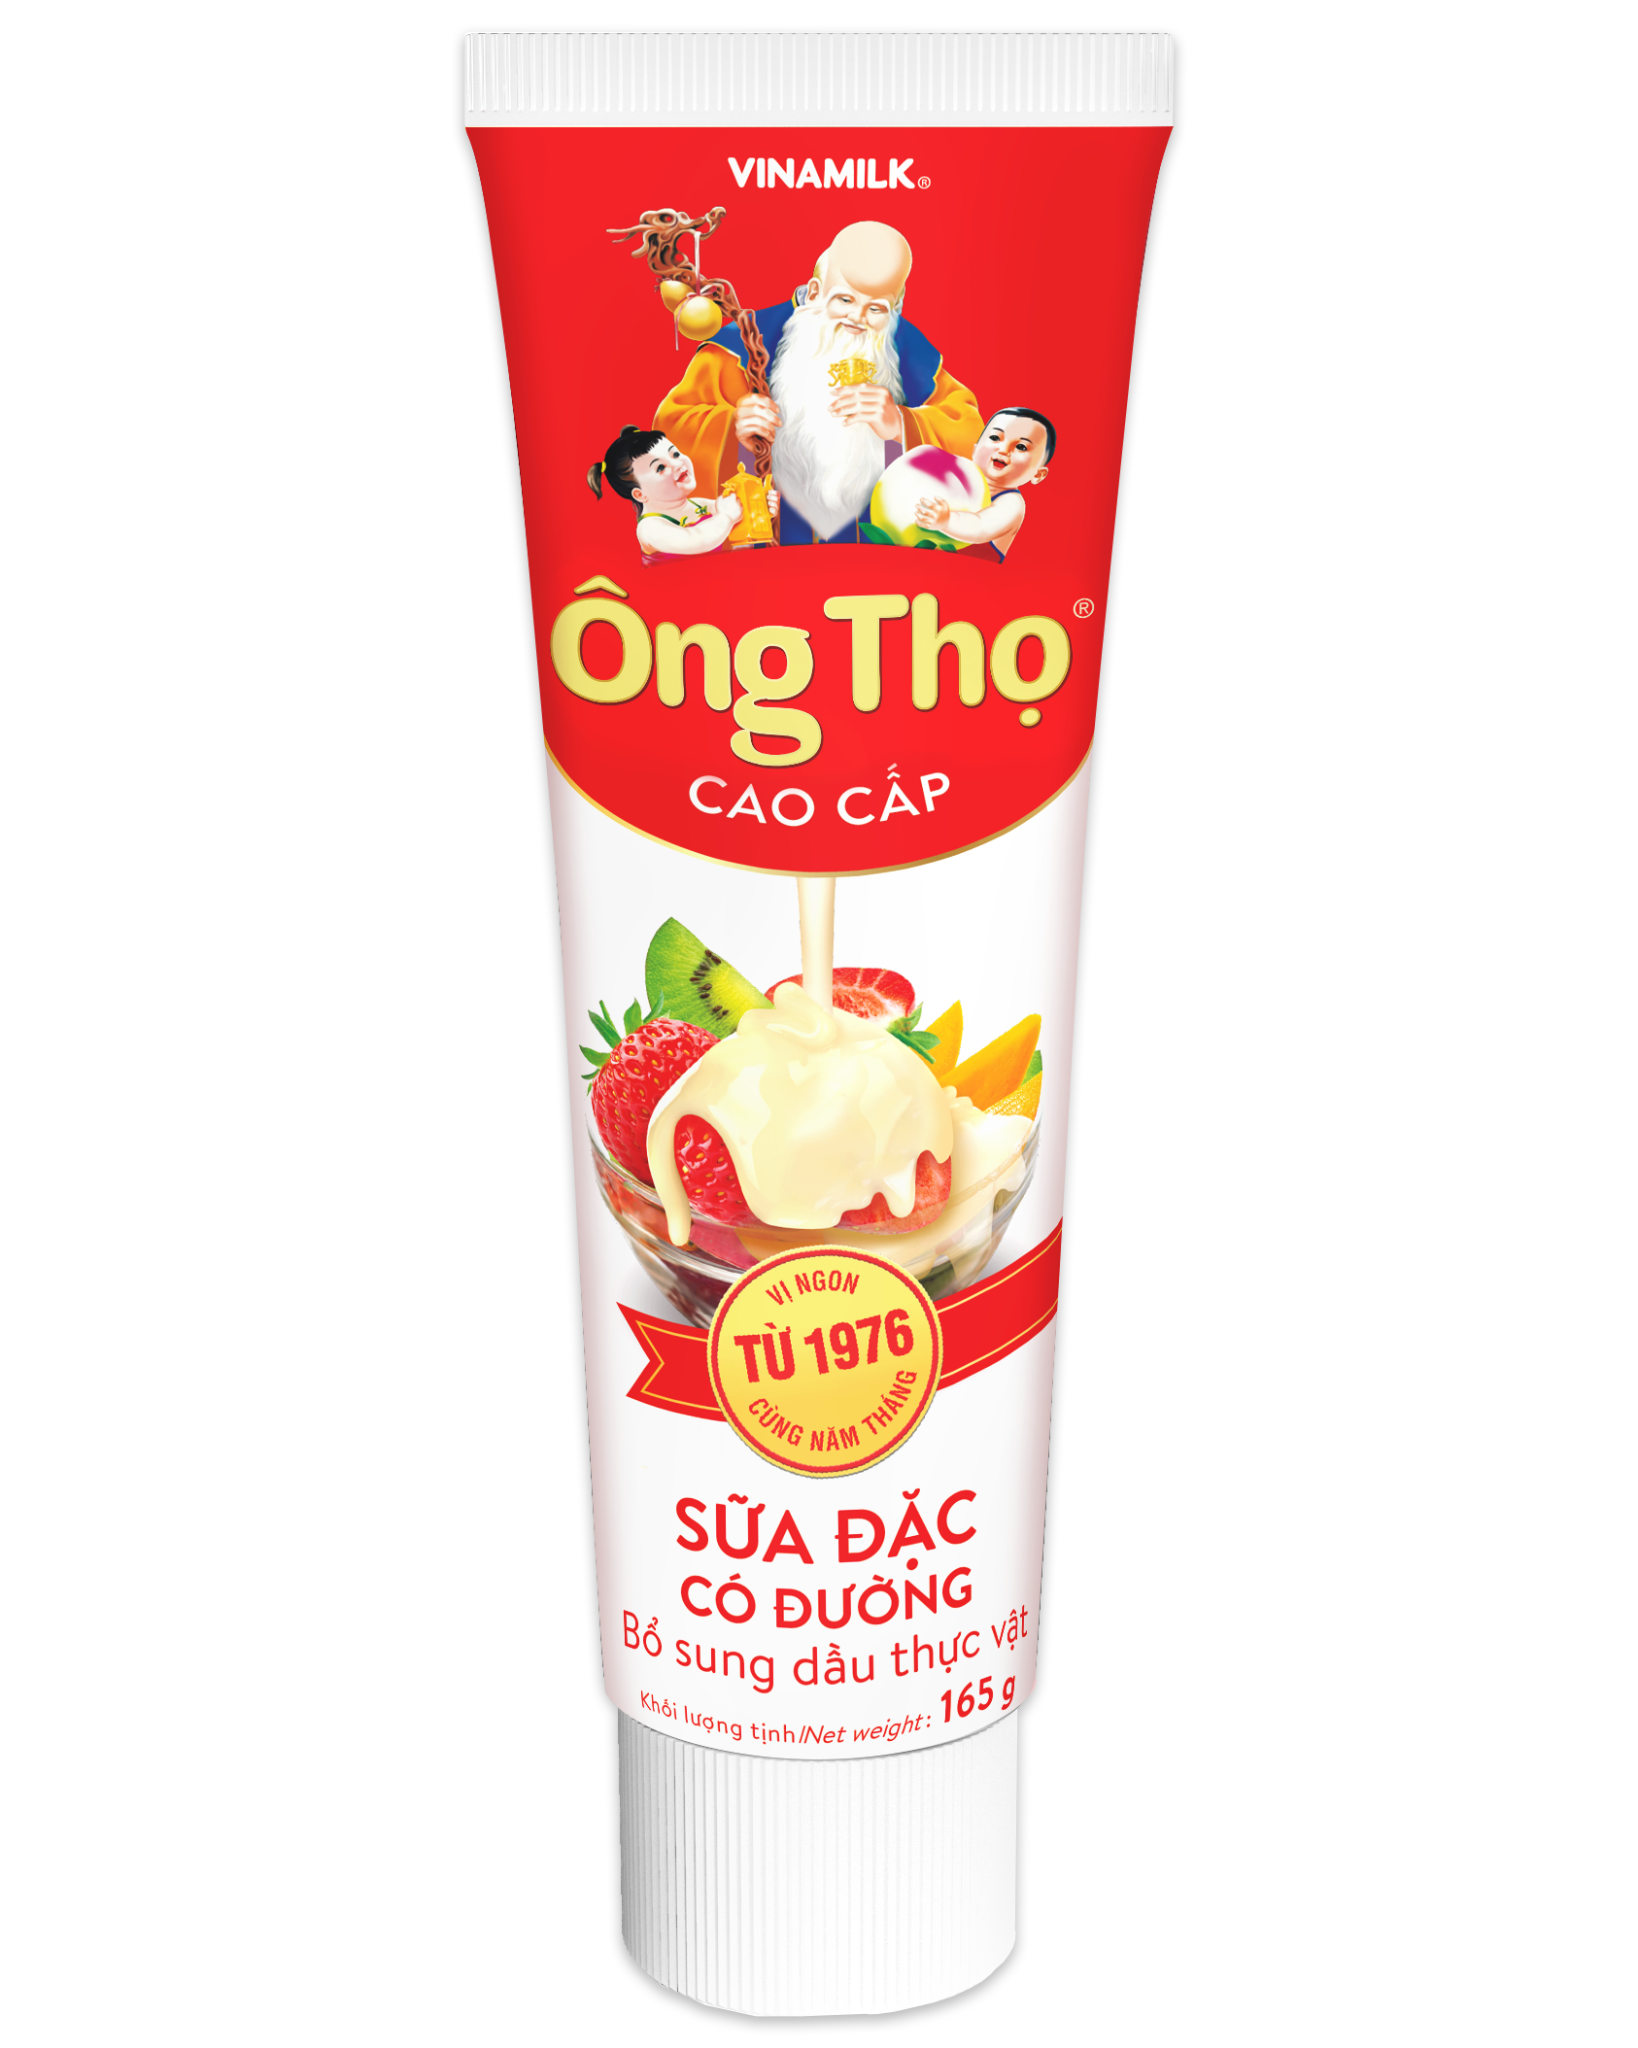 VINAMILK®
Ông Thọ®
CAO CẤP
VỊ NGON
TỪ 1976
CÙNG NĂM THÁNG
SỮA ĐẶC
CÓ ĐƯỜNG
Bổ sung dầu thực vật
Khối lượng tịnh/Net weight: 165 g